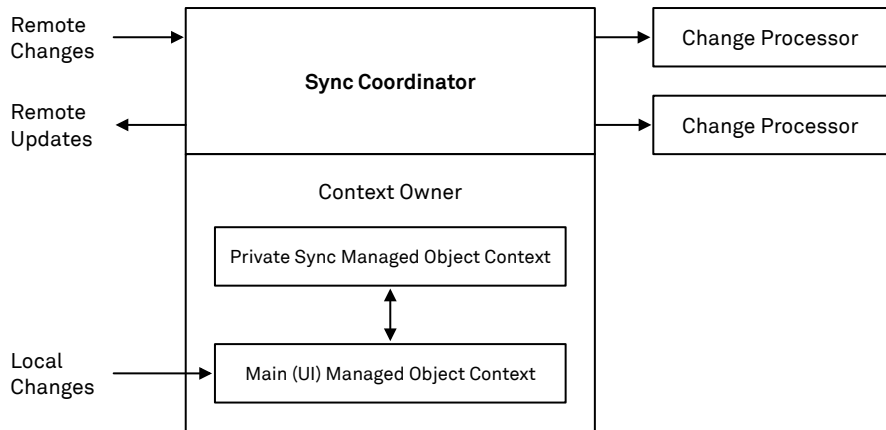 Remote
Changes
Sync Coordinator
Change Processor
Remote
Updates
Change Processor
Context Owner
Private Sync Managed Object Context
Local
Changes
Main (UI) Managed Object Context